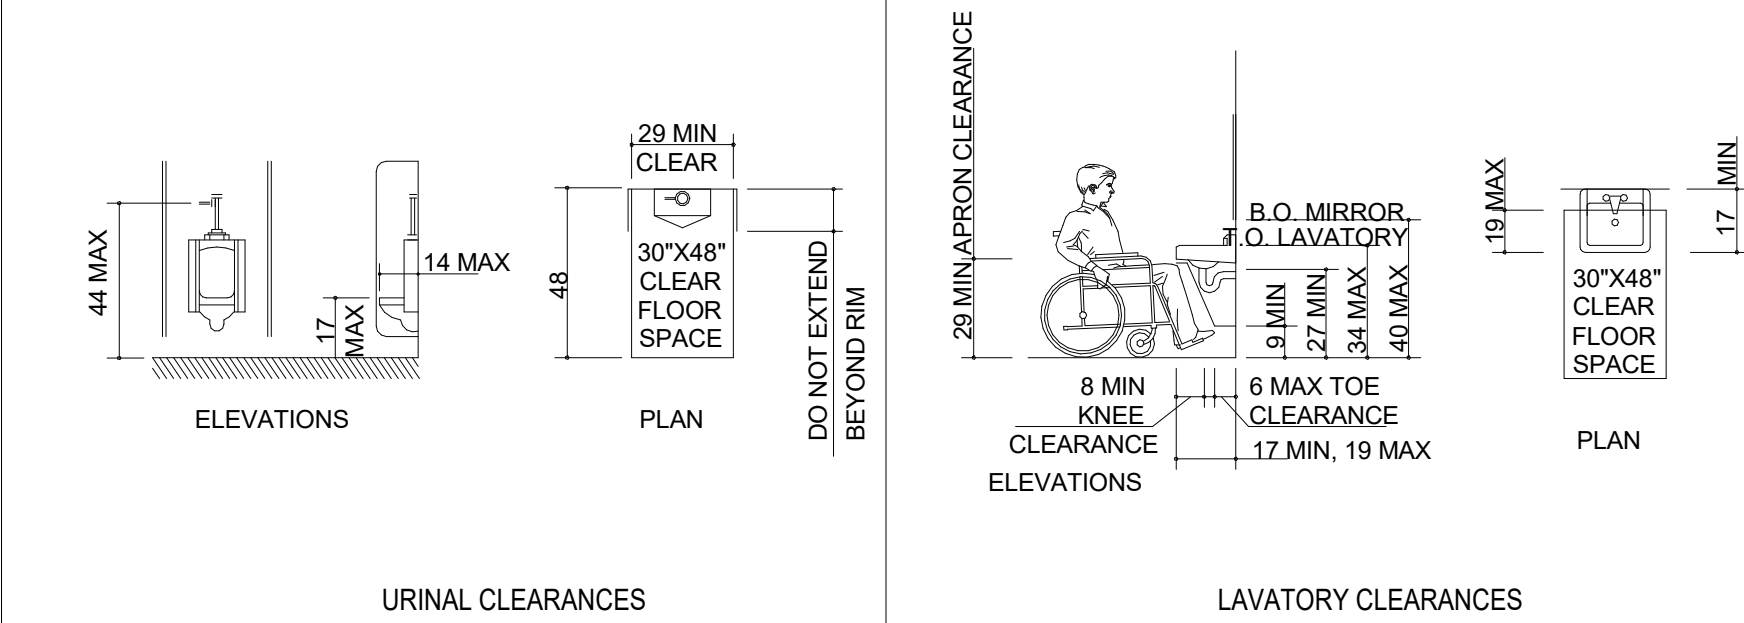 44 MAX
14 MAX
17
MAX
ELEVATIONS
29 MIN
CLEAR
48
30"X48"
CLEAR
FLOOR
SPACE
PLAN
DO NOT EXTEND
BEYOND RIM
URINAL CLEARANCES
29 MIN APRON CLEARANCE
B.O. MIRROR
T.O. LAVATORY
9 MIN
27 MIN
34 MAX
40 MAX
8 MIN
KNEE
CLEARANCE
6 MAX TOE
CLEARANCE
17 MIN, 19 MAX
ELEVATIONS
19 MAX
17 MIN
30"X48"
CLEAR
FLOOR
SPACE
PLAN
LAVATORY CLEARANCES